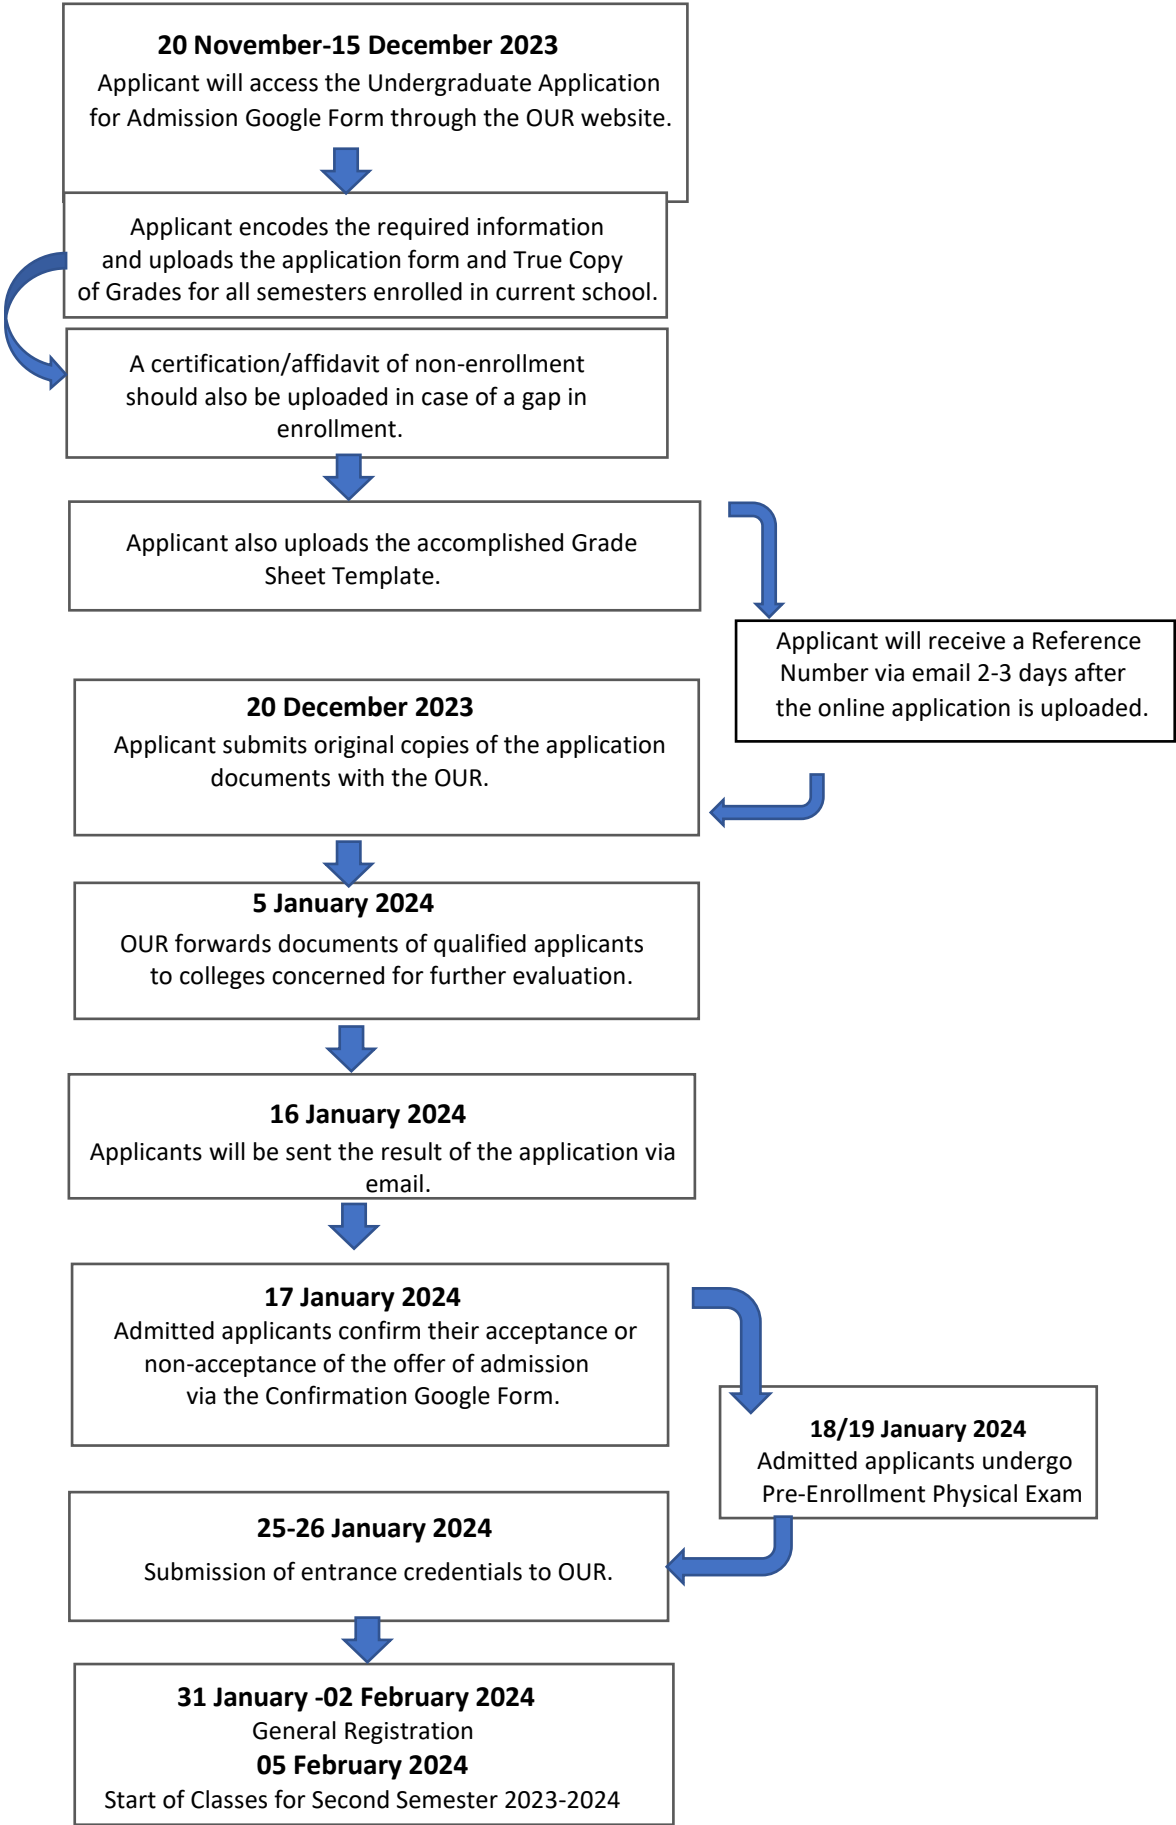 20 November-15 December 2023
Applicant will access the Undergraduate Application
for Admission Google Form through the OUR website.
Applicant encodes the required information
and uploads the application form and True Copy
of Grades for all semesters enrolled in current school.
A certification/affidavit of non-enrollment
should also be uploaded in case of a gap in
enrollment.
Applicant also uploads the accomplished Grade
Sheet Template.
Applicant will receive a Reference
Number via email 2-3 days after
the online application is uploaded.
20 December 2023
Applicant submits original copies of the application
documents with the OUR.
5 January 2024
OUR forwards documents of qualified applicants
to colleges concerned for further evaluation.
16 January 2024
Applicants will be sent the result of the application via
email.
17 January 2024
Admitted applicants confirm their acceptance or
non-acceptance of the offer of admission
via the Confirmation Google Form.
18/19 January 2024
Admitted applicants undergo
Pre-Enrollment Physical Exam
25-26 January 2024
Submission of entrance credentials to OUR.
31 January -02 February 2024
General Registration
05 February 2024
Start of Classes for Second Semester 2023-2024